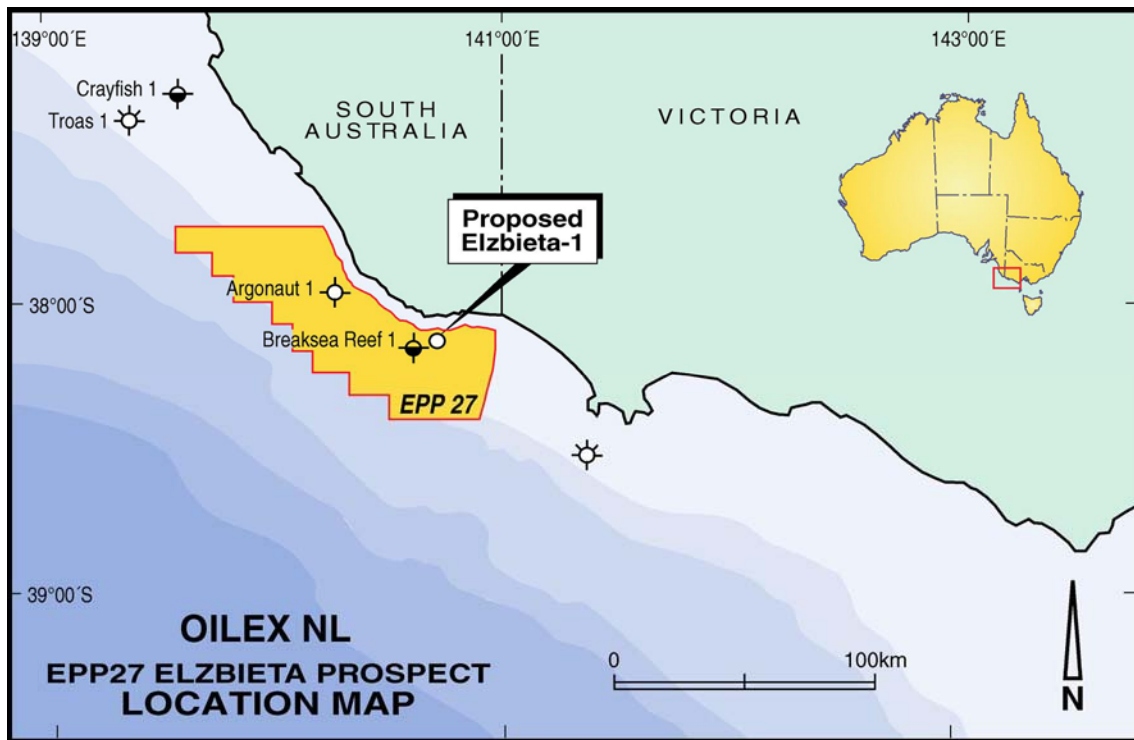 139°00´E
141°00´E
143°00´E
Crayfish 1
Troas 1
SOUTH
AUSTRALIA
VICTORIA
Proposed
Elzbieta-1
Argonaut 1
38°00´S
Breaksea Reef 1
EPP 27
39°00´S
OILEX NL
EPP27 ELZBIETA PROSPECT
LOCATION MAP
0 100km
N